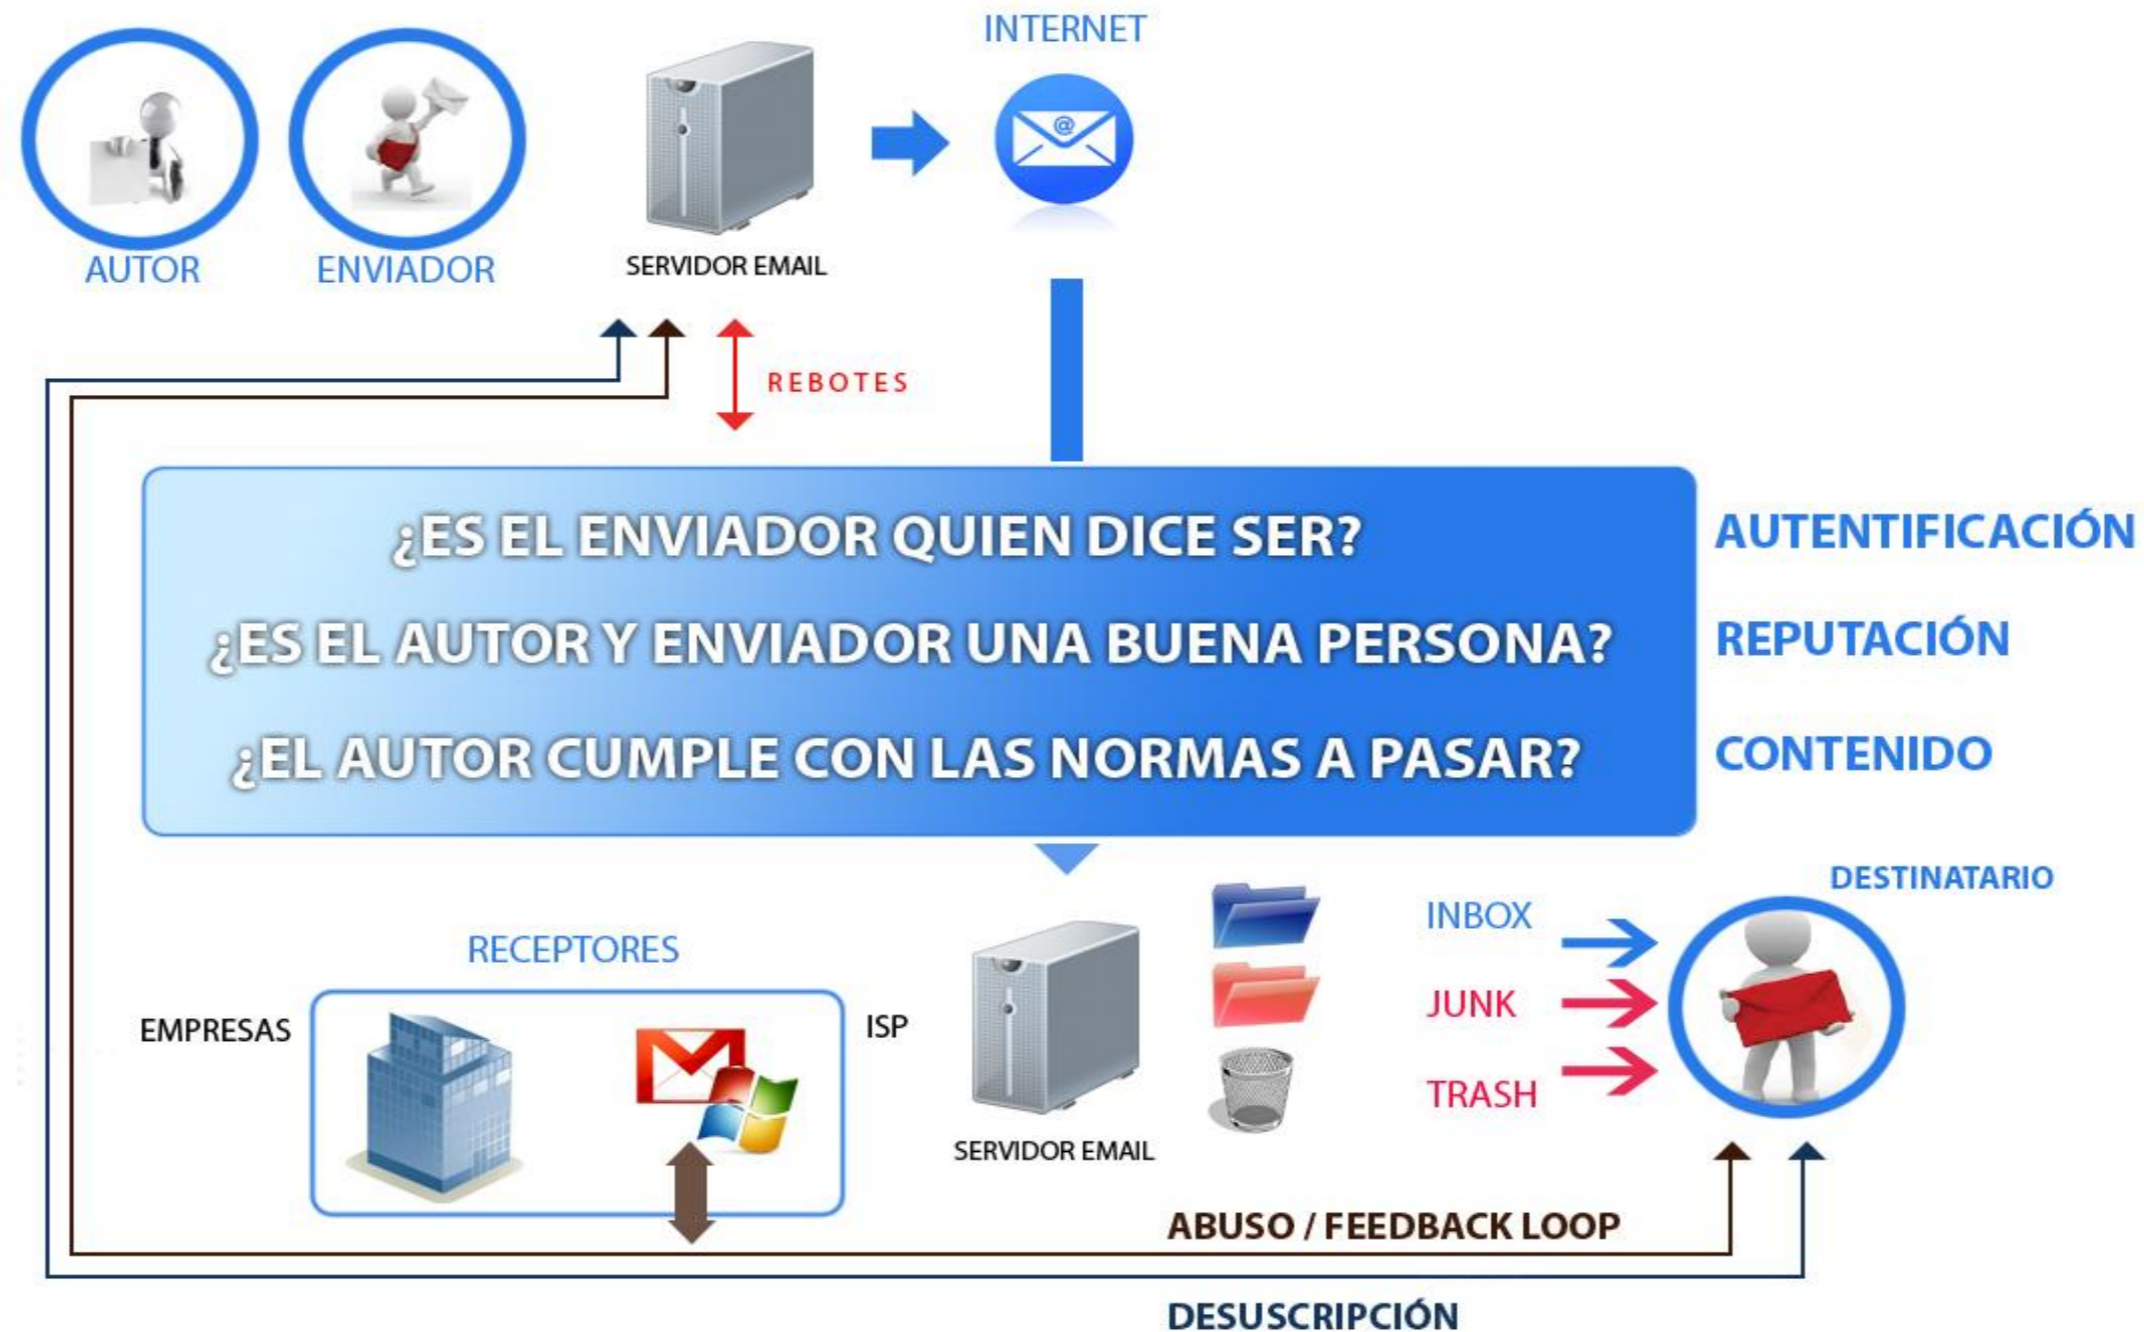 INTERNET
@
AUTOR
ENVIADOR
SERVIDOR EMAIL
REBOTES
¿ES EL ENVIADOR QUIEN DICE SER?
AUTENTIFICACIÓN
¿ES EL AUTOR Y ENVIADOR UNA BUENA PERSONA?
REPUTACIÓN
¿EL AUTOR CUMPLE CON LAS NORMAS A PASAR?
CONTENIDO
DESTINATARIO
RECEPTORES
EMPRESAS
ISP
SERVIDOR EMAIL
INBOX
JUNK
TRASH
ABUSO / FEEDBACK LOOP
DESUSCRIPCIÓN